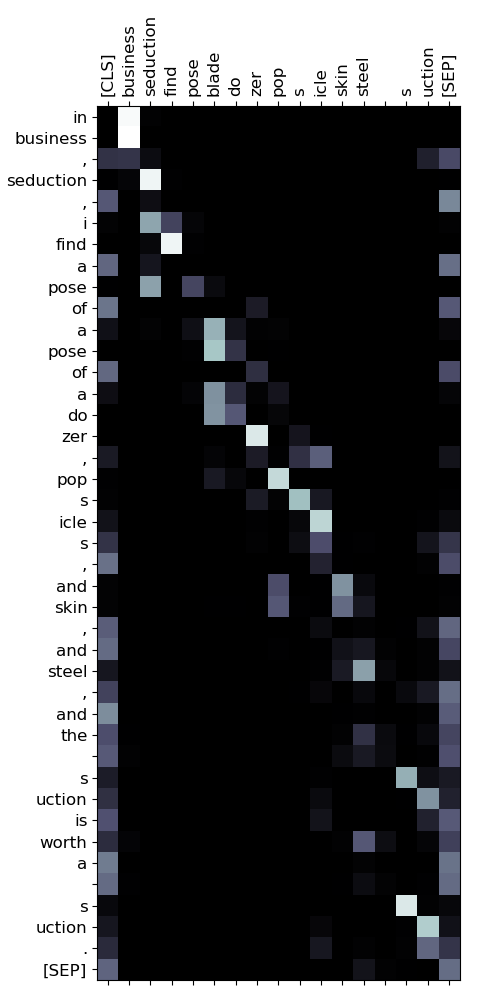 [CLS]
business
seduction
find
pose
blade
do
zer
pop
s
icle
skin
steel
s
uction
[SEP]
in
business
,
seduction
,
i
find
a
pose
of
a
pose
of
a
do
zer
,
pop
s
icle
s
,
and
skin
,
and
steel
,
and
the
s
uction
is
worth
a
s
uction
.
[SEP]